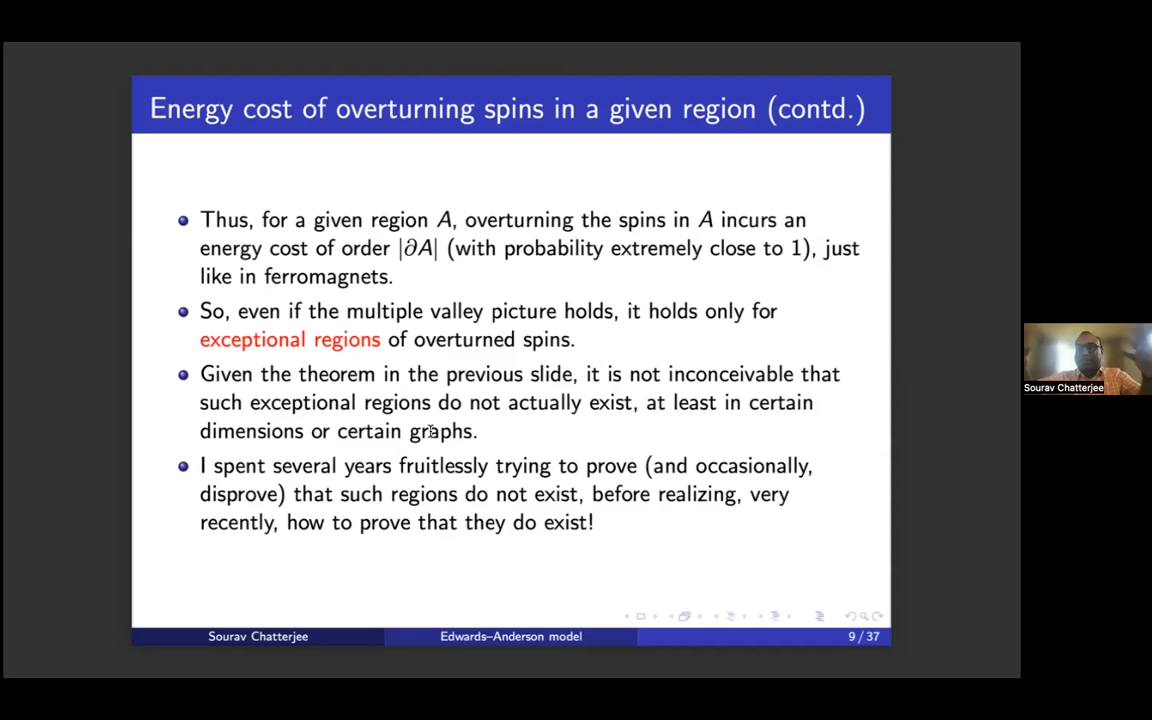 Energy cost of overturning spins in a given region (contd.)
Thus, for a given region A, overturning the spins in A incurs an
energy cost of order |∂A| (with probability extremely close to 1), just
like in ferromagnets.
So, even if the multiple valley picture holds, it holds only for
exceptional regions of overturned spins.
Given the theorem in the previous slide, it is not inconceivable that
such exceptional regions do not actually exist, at least in certain
dimensions or certain graphs.
I spent several years fruitlessly trying to prove (and occasionally,
disprove) that such regions do not exist, before realizing, very
recently, how to prove that they do exist!
Sourav Chatterjee
Edwards–Anderson model
9 / 37
Sourav Chatterjee